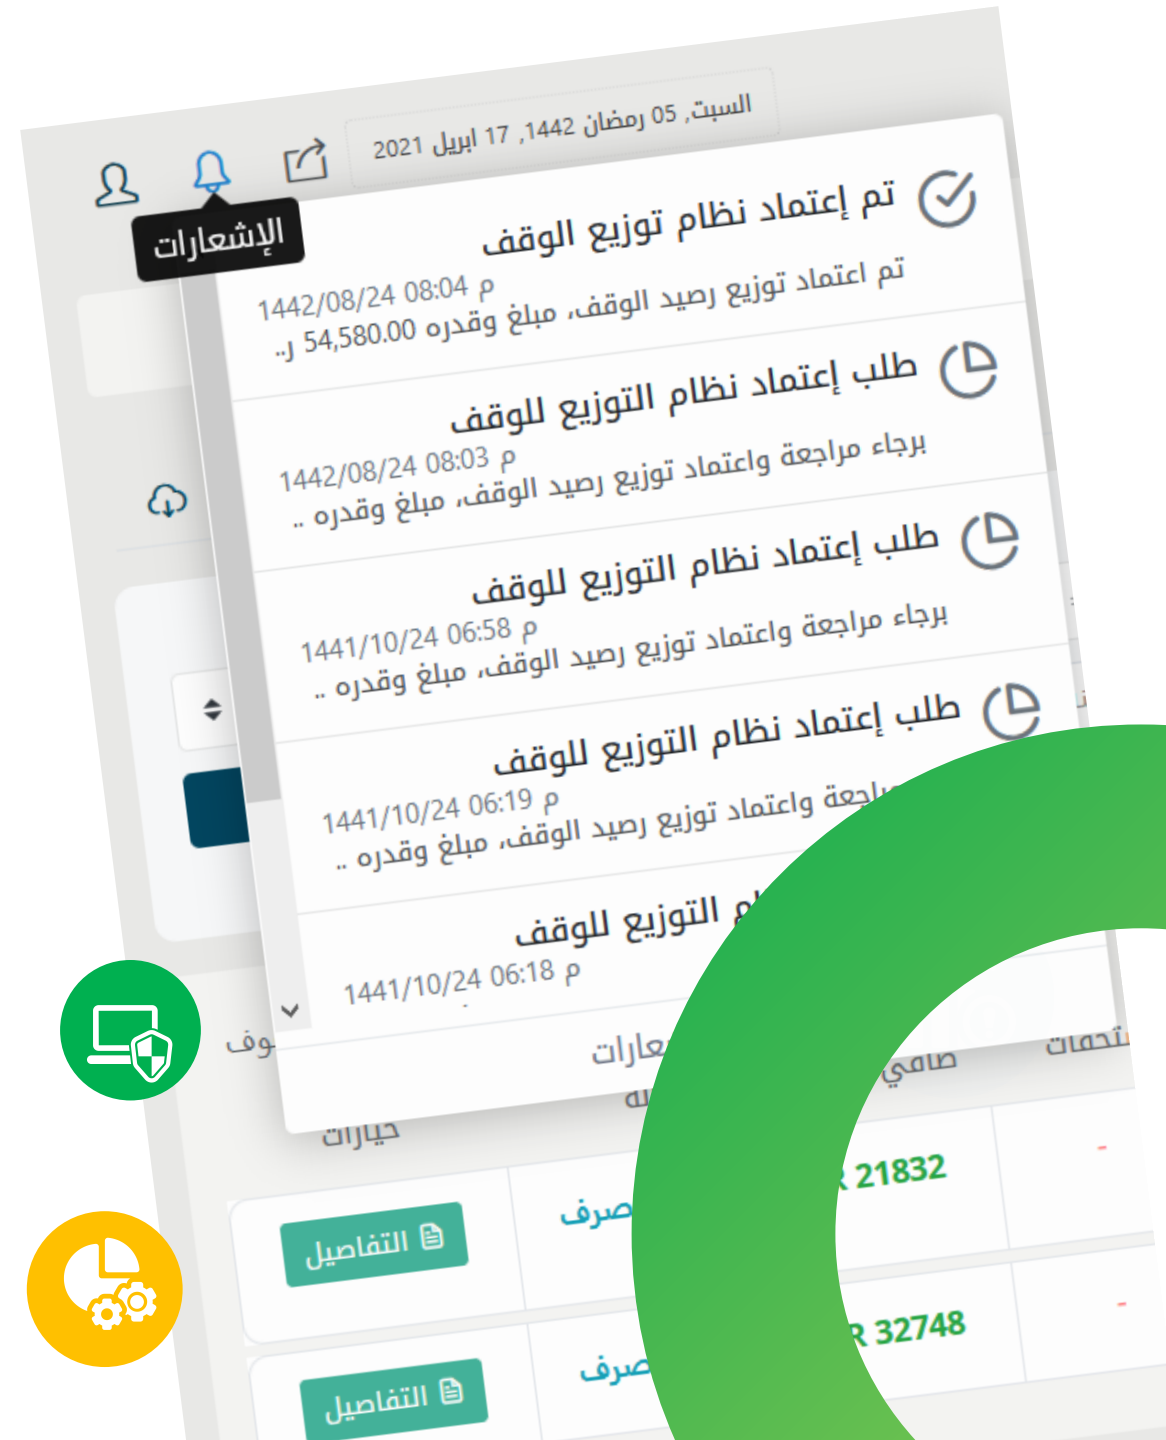 السبت, 05 رمضان 1442, 17 ابريل 2021
الإشعارات
تم إعتماد نظام توزيع الوقف
1442/08/24 08:04 م
تم اعتماد توزيع رصيد الوقف، مبلغ وقدره 54,580.00 ر..
طلب إعتماد نظام التوزيع للوقف
1442/08/24 08:03 م
برجاء مراجعة واعتماد توزيع رصيد الوقف، مبلغ وقدره ..
طلب إعتماد نظام التوزيع للوقف
1441/10/24 06:58 م
برجاء مراجعة واعتماد توزيع رصيد الوقف، مبلغ وقدره ..
طلب إعتماد نظام التوزيع للوقف
1441/10/24 06:19 م
مراجعة واعتماد توزيع رصيد الوقف، مبلغ وقدره ..
التوزيع للوقف
1441/10/24 06:18 م
صافي
خيارات
21832
التفاصيل
32748
التفاصيل